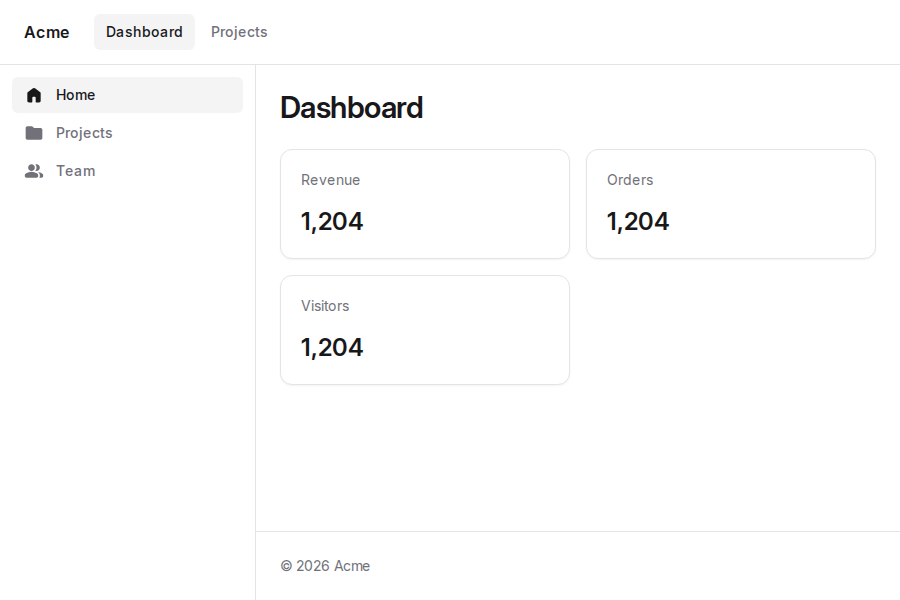 Acme Dashboard Projects
Home
Projects
Team
Dashboard
Revenue
1,204
Orders
1,204
Visitors
1,204
© 2026 Acme